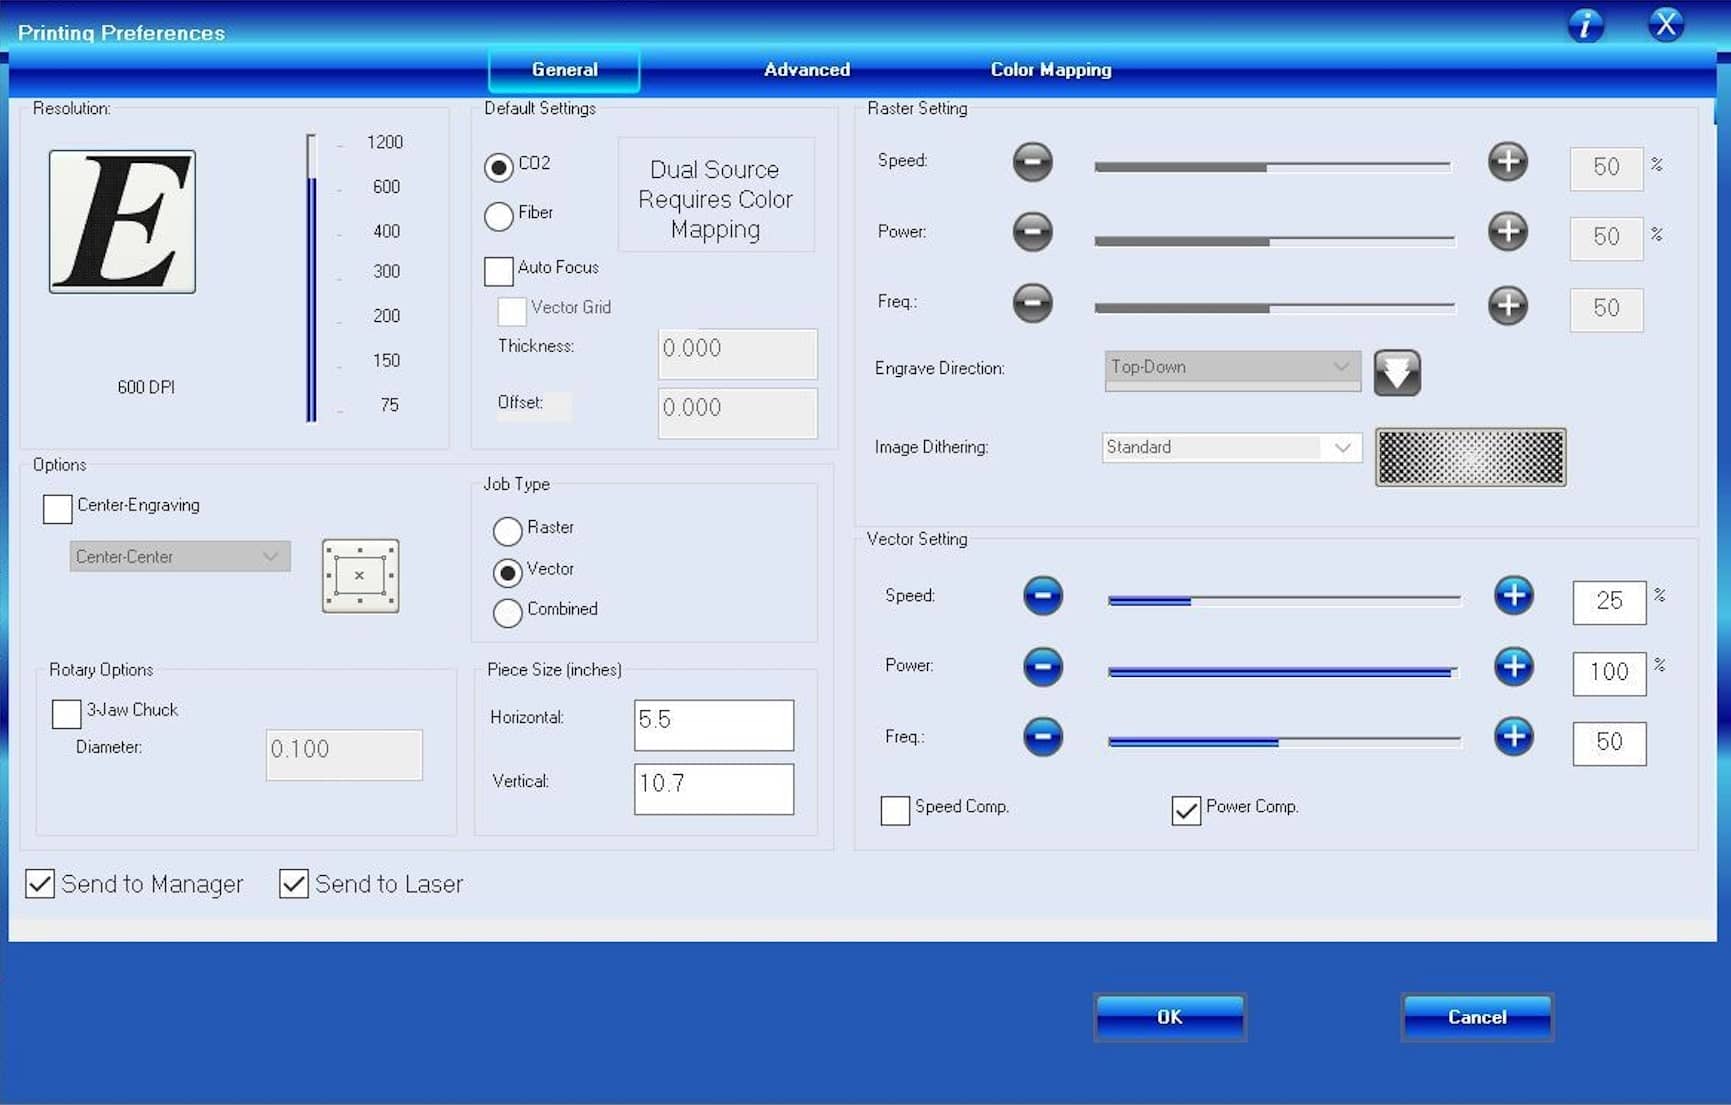 Printing Preferences
i X
General Advanced Color Mapping
Resolution:
E
1200
600
400
300
200
150
75
600 DPI
Default Settings
CO2
Fiber
Dual Source
Requires Color
Mapping
Auto Focus
Vector Grid
Thickness: 0.000
Offset: 0.000
Raster Setting
Speed: 50 %
Power: 50 %
Freq.: 50
Engrave Direction: Top-Down
Image Dithering: Standard
Options
Center-Engraving
Center-Center
Job Type
Raster
Vector
Combined
Rotary Options
3-Jaw Chuck
Diameter: 0.100
Piece Size (inches)
Horizontal: 5.5
Vertical: 10.7
Vector Setting
Speed: 25 %
Power: 100 %
Freq.: 50
Speed Comp. Power Comp.
Send to Manager Send to Laser
OK Cancel